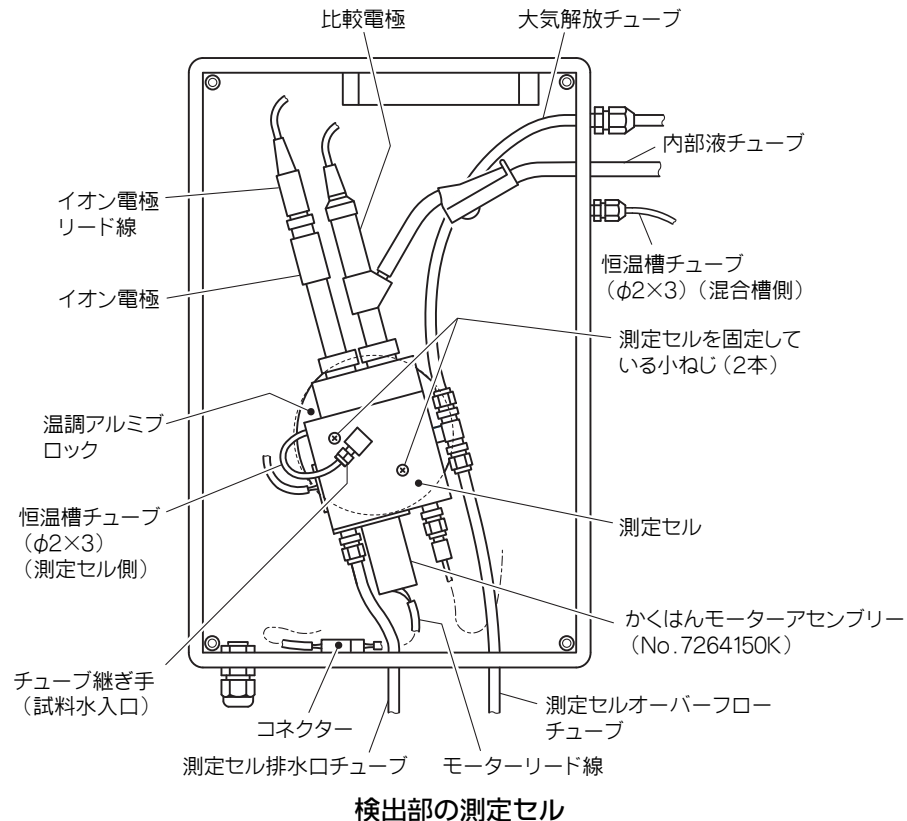 比較電極
大気解放チューブ
内部液チューブ
イオン電極
リード線
恒温槽チューブ
(φ2×3)(混合槽側)
イオン電極
測定セルを固定して
いる小ねじ(2本)
温調アルミブ
ロック
恒温槽チューブ
(φ2×3)
(測定セル側)
測定セル
かくはんモーターアセンブリー
(No.7264150K)
チューブ継ぎ手
(試料水入口)
コネクター
測定セルオーバーフロー
チューブ
測定セル排水口チューブ
モーターリード線
検出部の測定セル